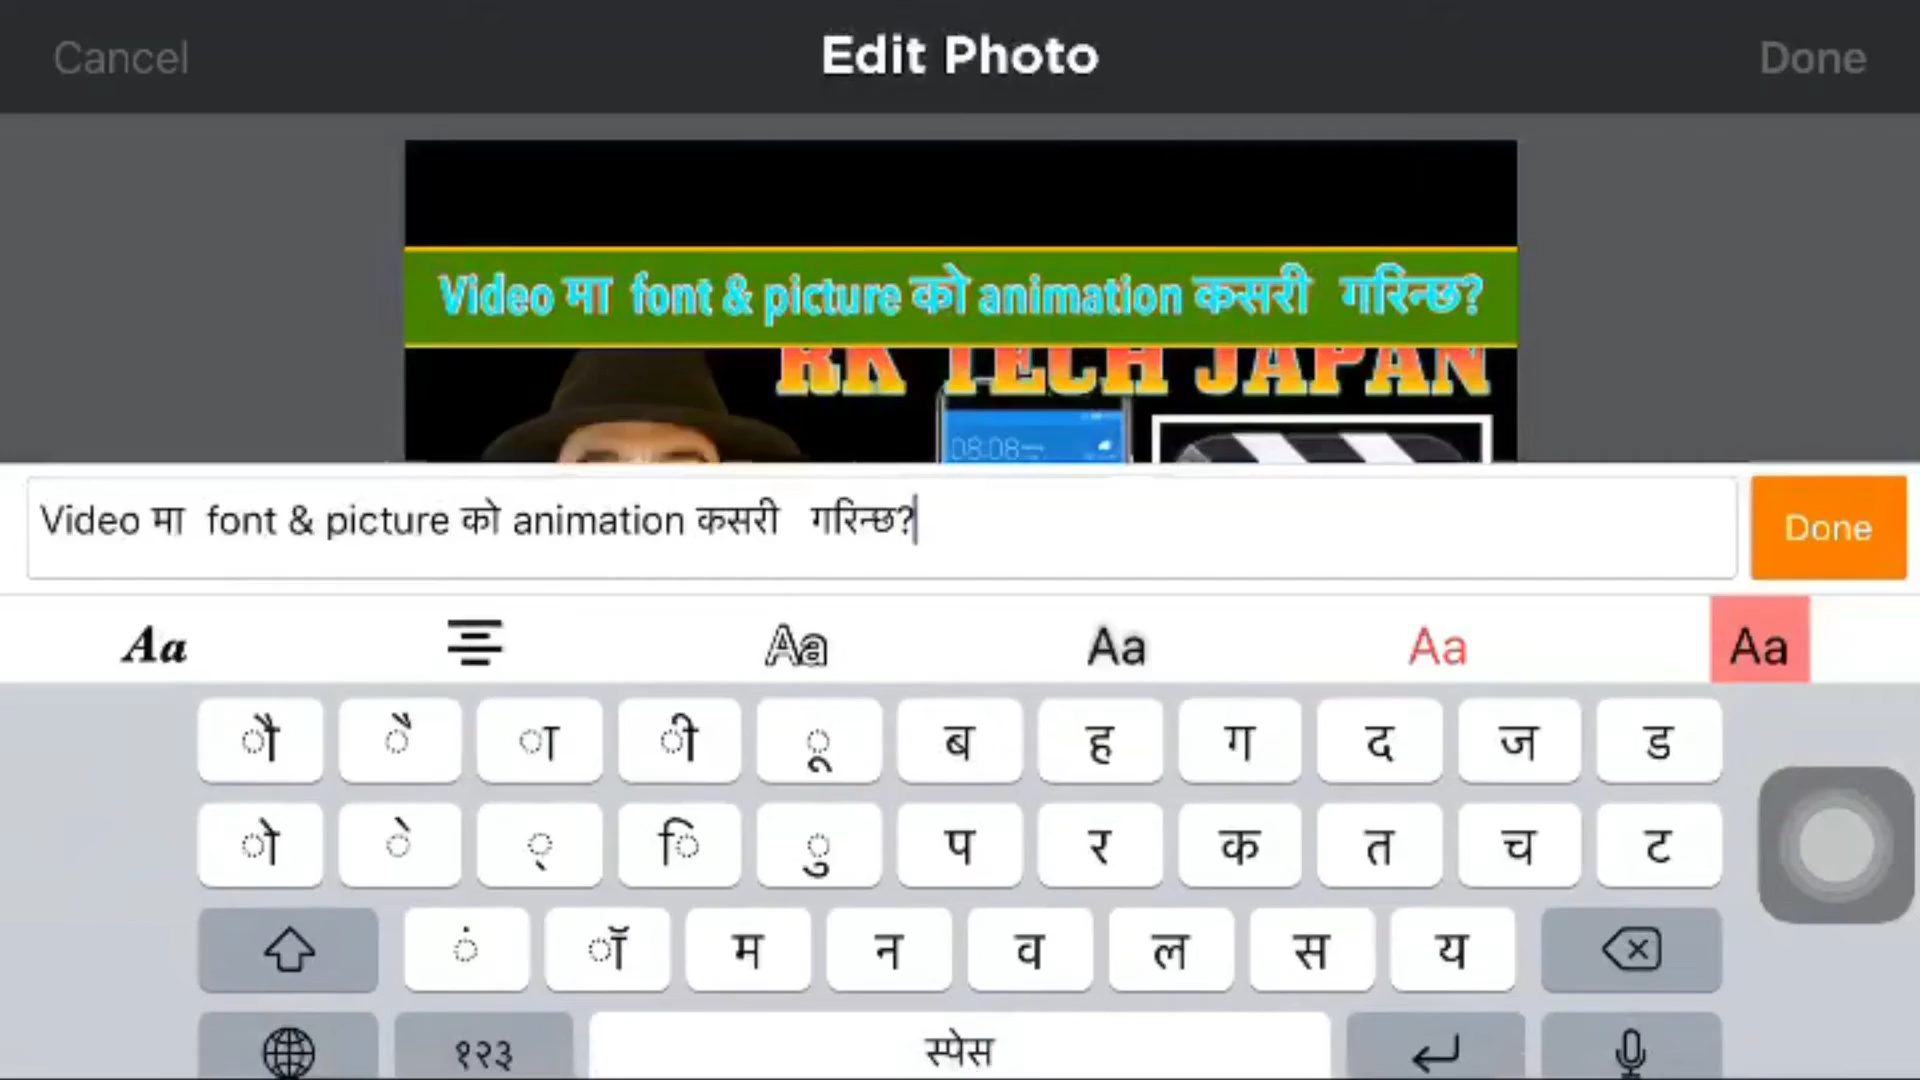 Cancel
Edit Photo
Done
Video मा font & picture को animation कसरी गरिन्छ?
RK TECH JAPAN
08:08
Video मा font & picture को animation कसरी गरिन्छ?
Done
Aa Aa Aa Aa Aa
ौ ै ा ी ू ब ह ग द ज ड
ो े ् ि ु प र क त च ट
ं ॉ म न व ल स य
१२३ स्पेस